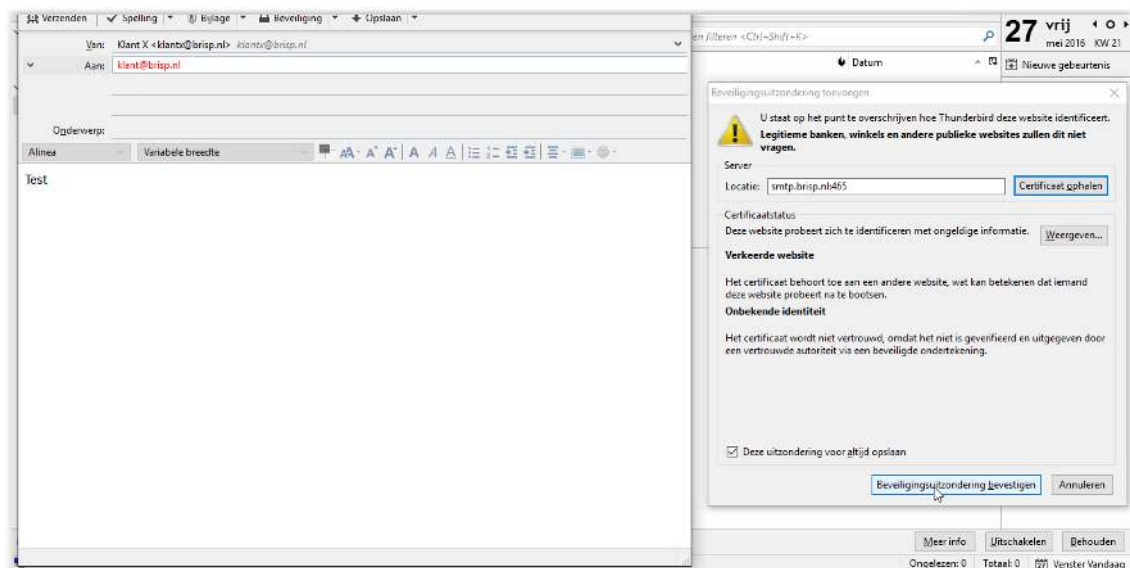 Verzenden Spelling Bijlage Beveiliging Opslaan
Van: Klant X <klantx@brisp.nl> klantx@brisp.nl
Aan: klant@brisp.nl
Onderwerp:
Alinea Variabele breedte
Test
en filteren <Ctrl+Shift+K>
Datum
27 vrij
mei 2016 KW 21
Nieuwe gebeurtenis
Beveiligingsuitzondering toevoegen
U staat op het punt te overschrijven hoe Thunderbird deze website identificeert.
Legitieme banken, winkels en andere publieke websites zullen dit niet
vragen.
Server
Locatie: smtp.brisp.nl:465 Certificaat ophalen
Certificaatstatus
Deze website probeert zich te identificeren met ongeldige informatie. Weergeven...
Verkeerde website
Het certificaat behoort toe aan een andere website, wat kan betekenen dat iemand
deze website probeert na te bootsen.
Onbekende identiteit
Het certificaat wordt niet vertrouwd, omdat het niet is geverifieerd en uitgegeven door
een vertrouwde autoriteit via een beveiligde ondertekening.
Deze uitzondering voor altijd opslaan
Beveiligingsuitzondering bevestigen Annuleren
Meer info Uitschakelen Behouden
Ongelezen: 0 Totaal: 0 Venster Vandaag